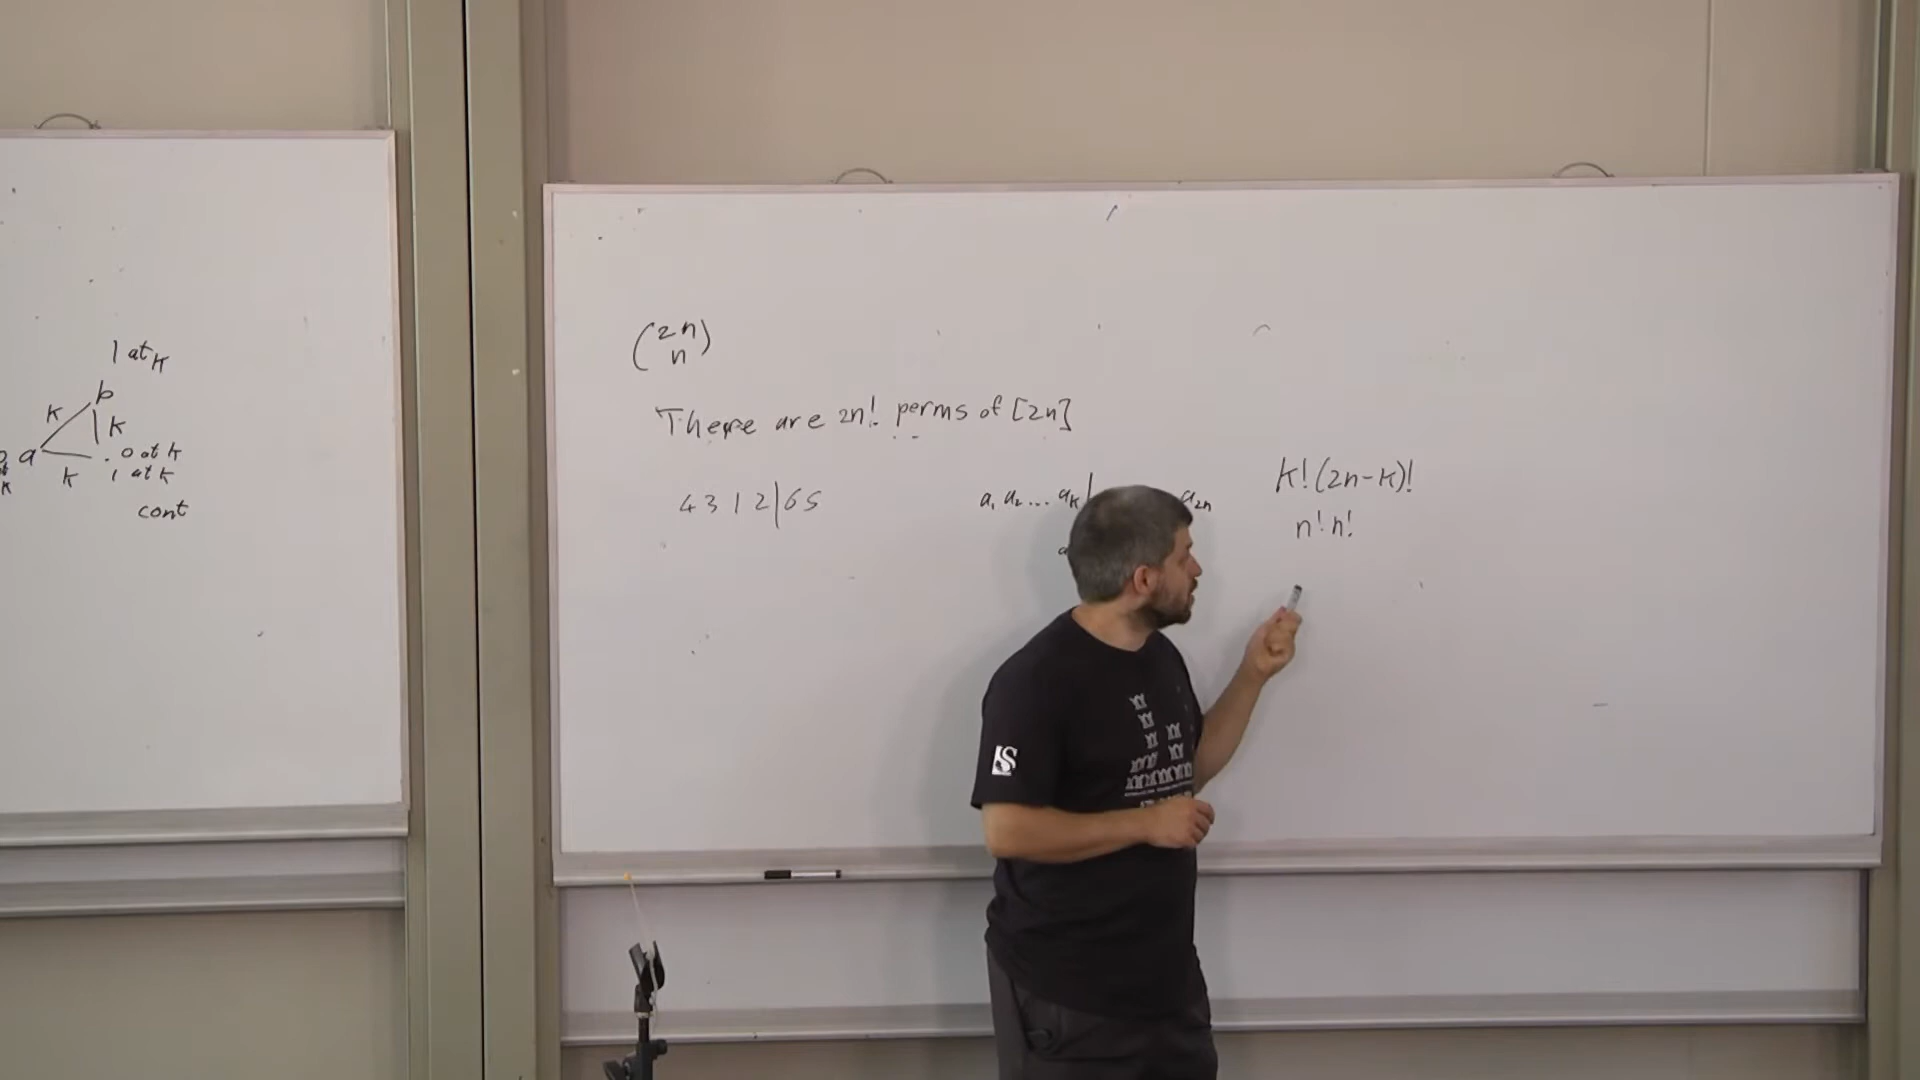 1 at k
b
k
k
a
0 at k
k
1 at k
cont
(2n
n)
There are 2n! perms of [2n]
4 3 1 2 | 6 5
a₁ a₂ ... aₖ | a₂ₙ
k! (2n-k)!
n! n!
S